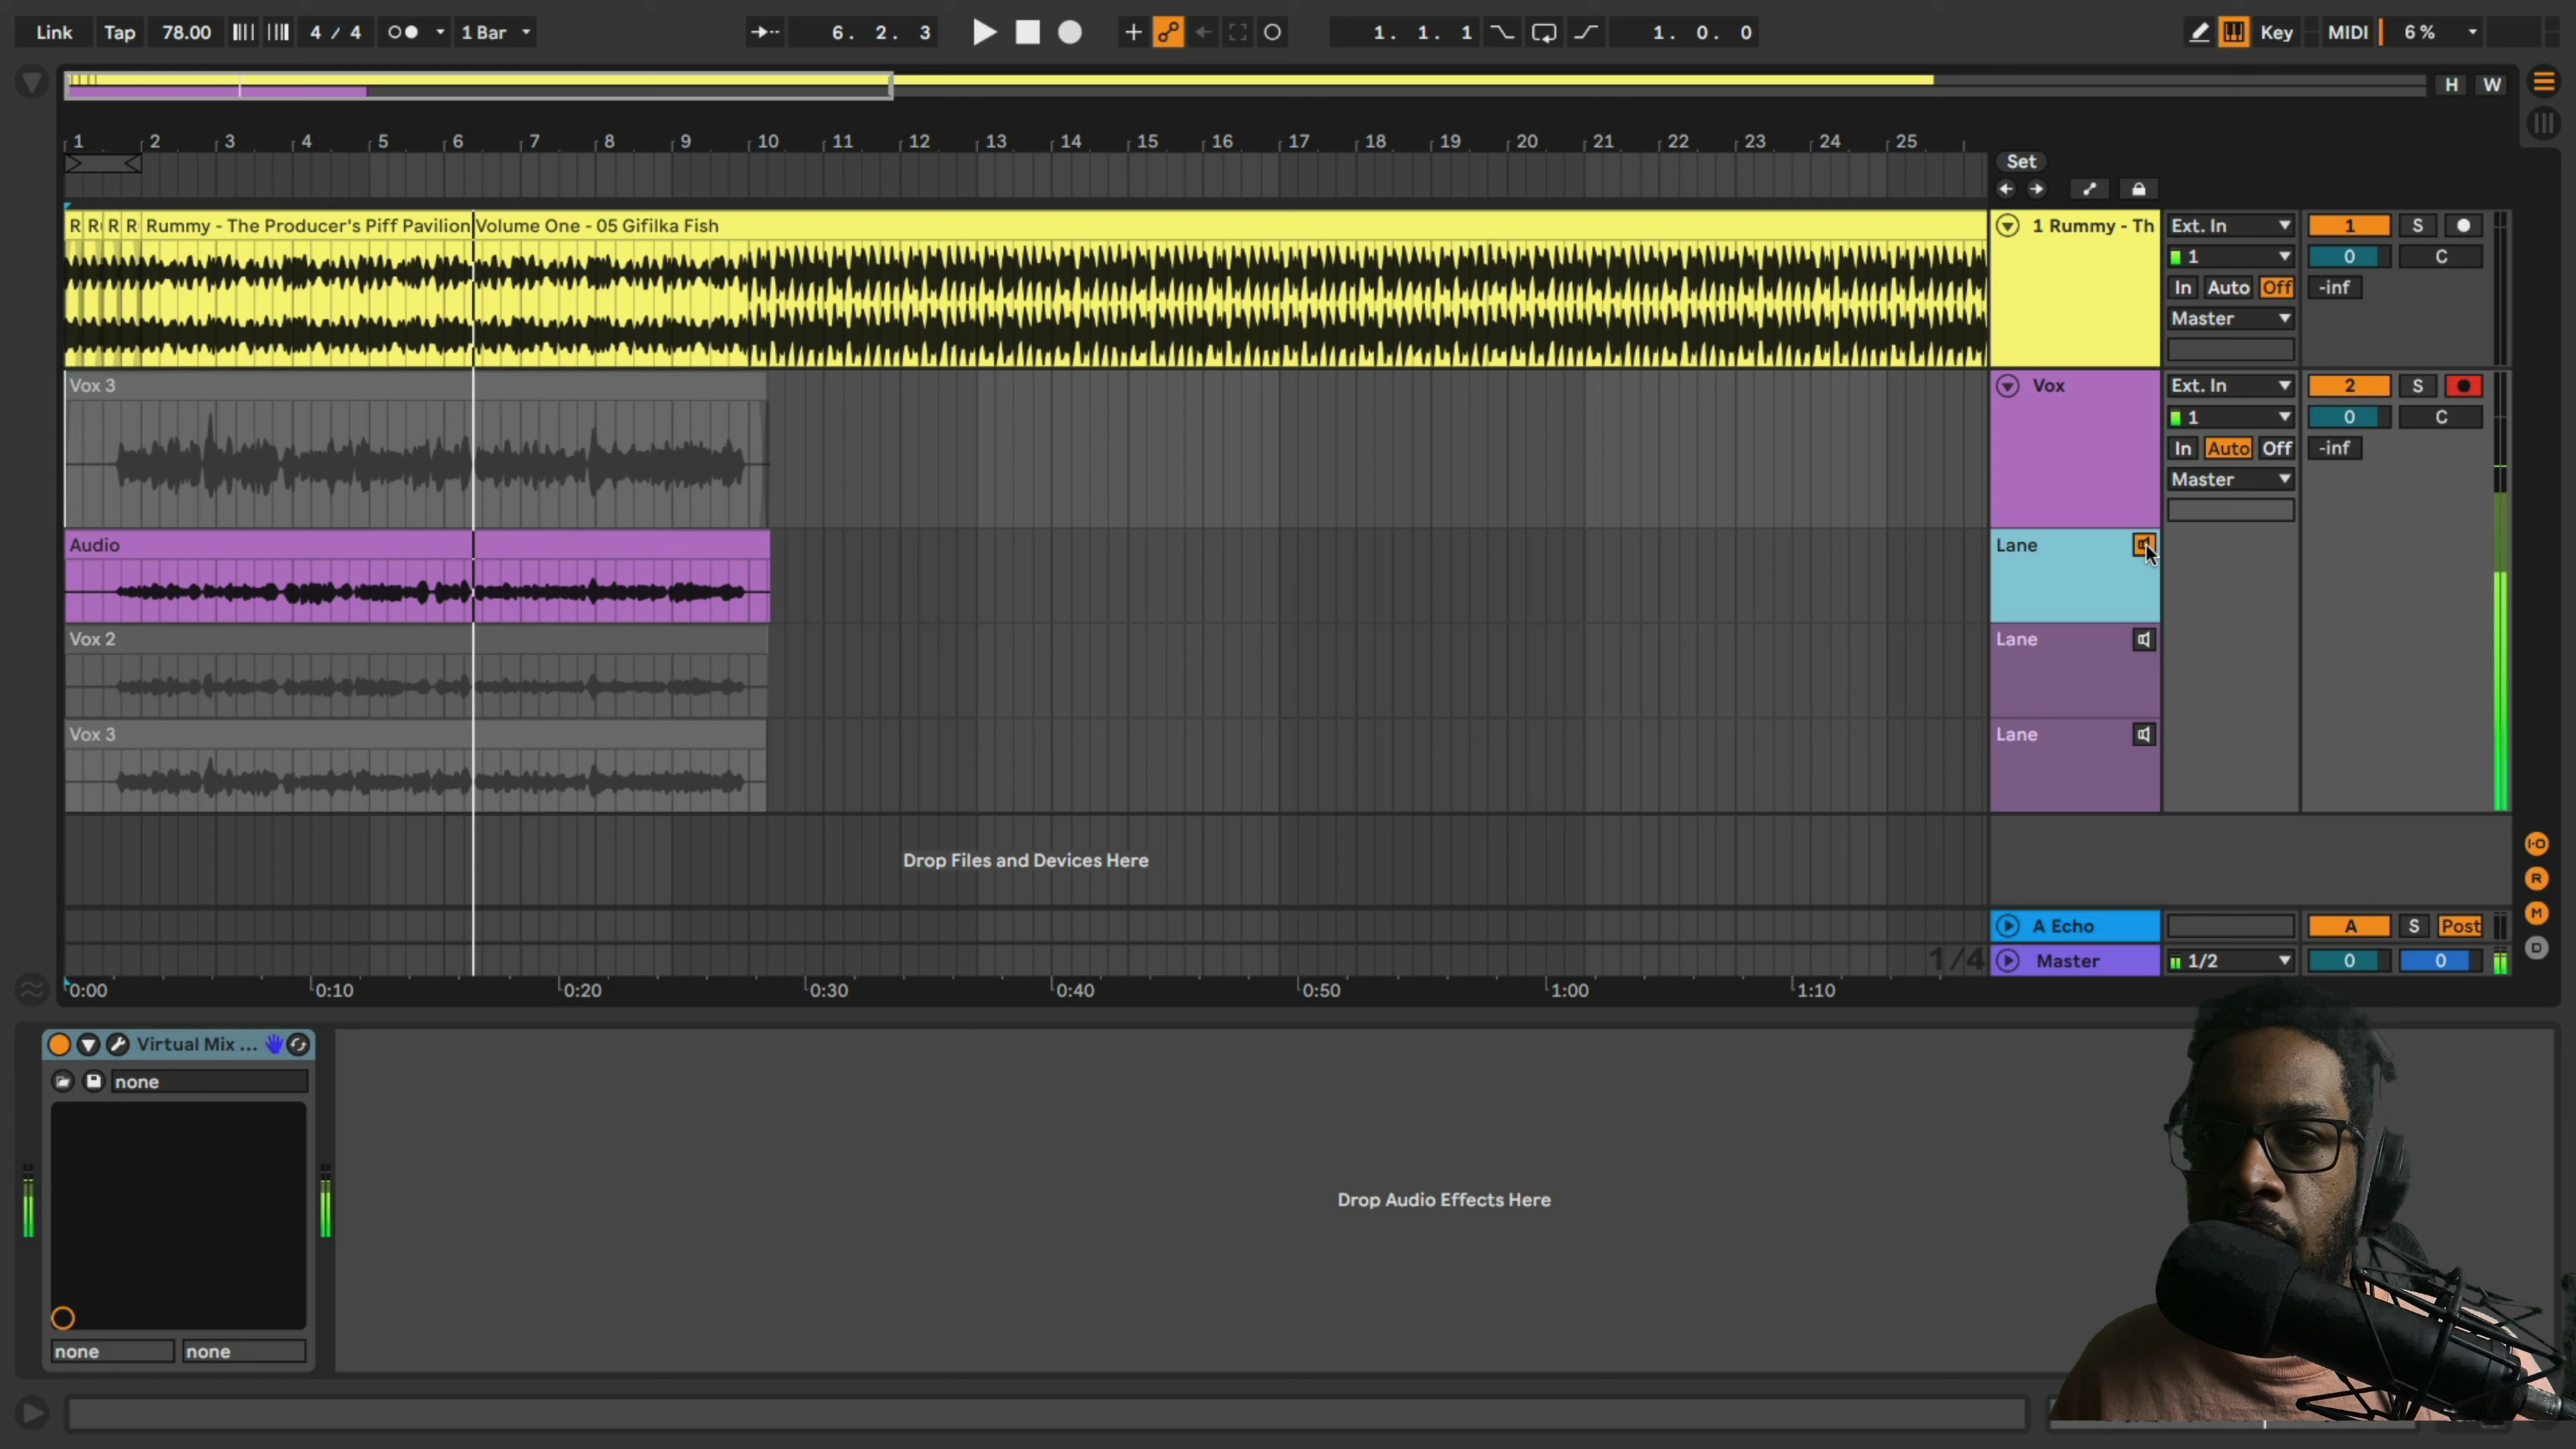 Link Tap 78.00 4 / 4 1 Bar 6. 2. 3 1. 1. 1 1. 0. 0 Key MIDI 6 %
H W
1 2 3 4 5 6 7 8 9 10 11 12 13 14 15 16 17 18 19 20 21 22 23 24 25
Set
R R R R Rummy - The Producer's Piff Pavilion Volume One - 05 Gifilka Fish 1 Rummy - Th Ext. In 1 S
1 0 C
In Auto Off -inf
Master
Vox 3 Vox Ext. In 2 S
1 0 C
In Auto Off -inf
Master
Audio Lane
Vox 2 Lane
Vox 3 Lane
Drop Files and Devices Here
I-O
R
M
D
A Echo A S Post
1/4 Master 1/2 0 0
0:00 0:10 0:20 0:30 0:40 0:50 1:00 1:10
Virtual Mix ...
none
Drop Audio Effects Here
none none